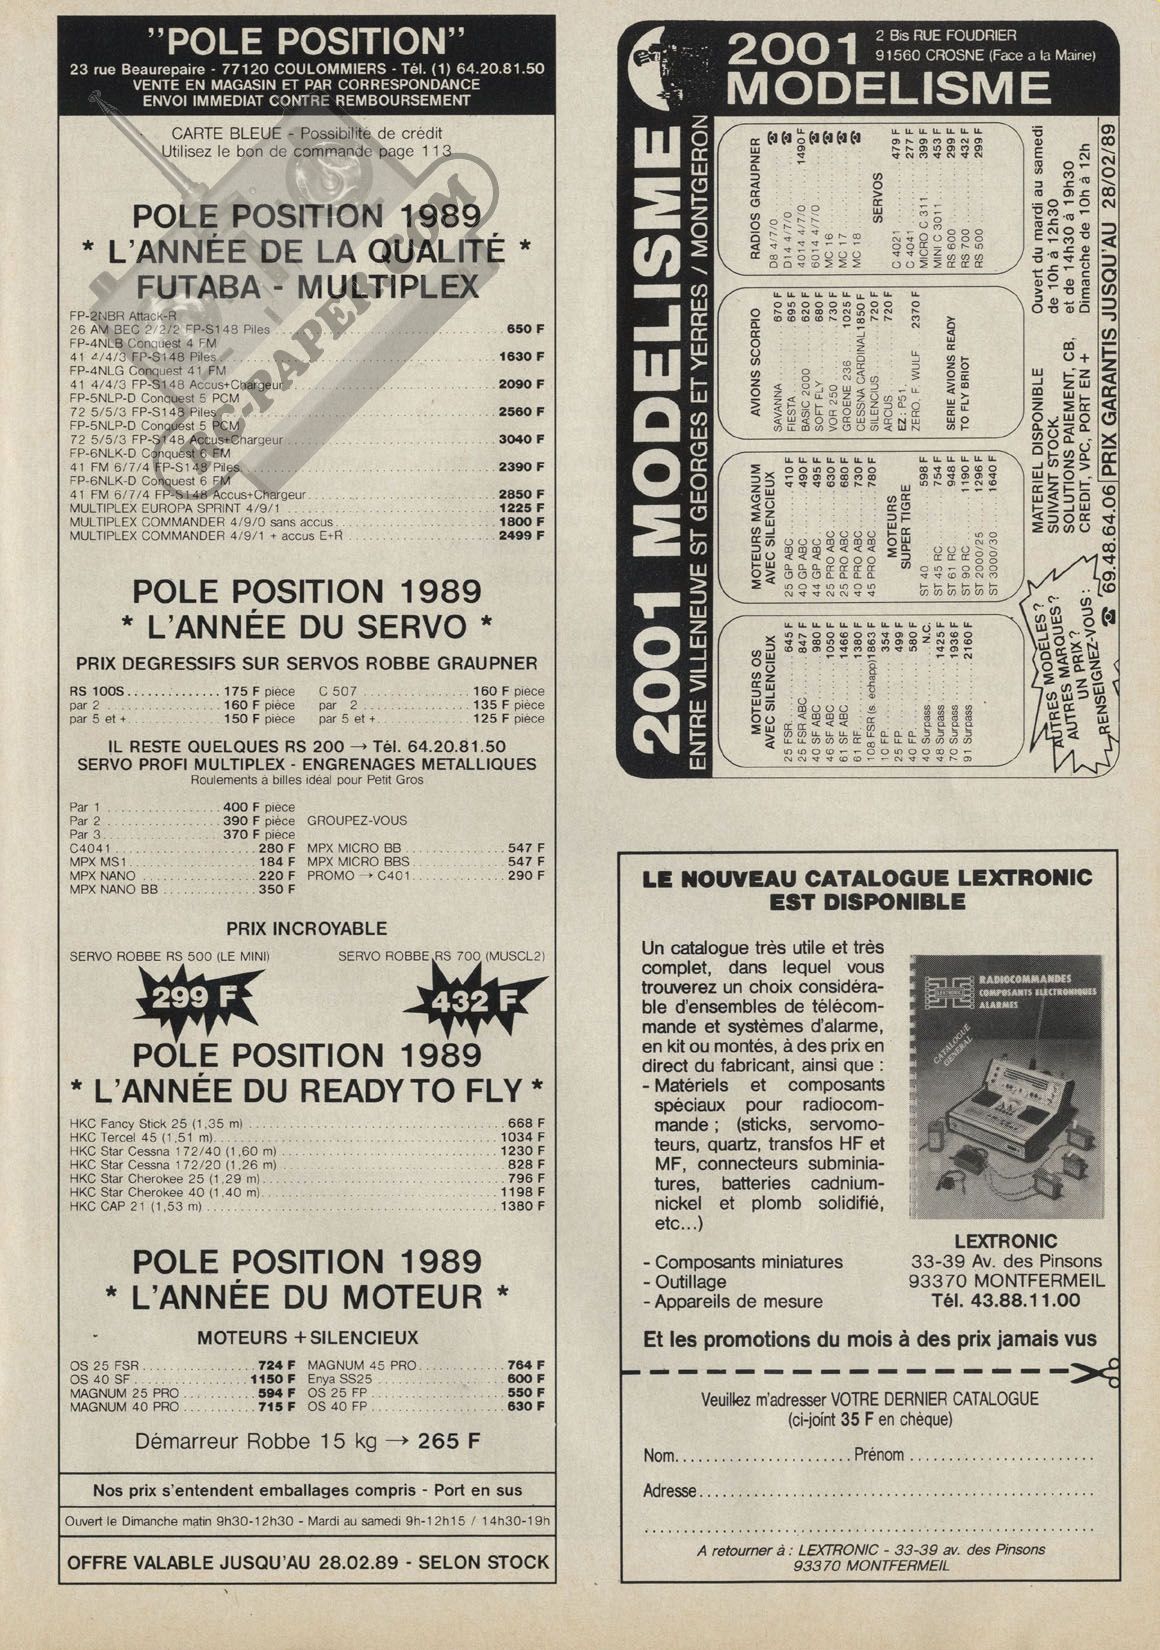 "POLE POSITION"
23 rue Beaurepaire - 77120 COULOMMIERS - Tél. (1) 64.20.81.50
VENTE EN MAGASIN ET PAR CORRESPONDANCE
ENVOI IMMEDIAT CONTRE REMBOURSEMENT
CARTE BLEUE - Possibilité de crédit
Utilisez le bon de commande page 113
RC-PAPER.COM
POLE POSITION 1989
* L'ANNÉE DE LA QUALITÉ *
FUTABA - MULTIPLEX
FP-2NBR Attack-R
26 AM BEC 2/2/2 FP-S148 Piles 650 F
FP-4NLB Conquest 4 FM
41 4/4/3 FP-S148 Piles 1630 F
FP-4NLG Conquest 41 FM
41 4/4/3 FP-S148 Accus+Chargeur 2090 F
FP-5NLP-D Conquest 5 PCM
72 5/5/3 FP-S148 Piles 2560 F
FP-5NLP-D Conquest 5 PCM
72 5/5/3 FP-S148 Accus+Chargeur 3040 F
FP-6NLK-D Conquest 6 FM
41 FM 6/7/4 FP-S148 Piles 2390 F
FP-6NLK-D Conquest 6 FM
41 FM 6/7/4 FP-S148 Accus+Chargeur 2850 F
MULTIPLEX EUROPA SPRINT 4/9/1 1225 F
MULTIPLEX COMMANDER 4/9/0 sans accus 1800 F
MULTIPLEX COMMANDER 4/9/1 + accus E+R 2499 F
POLE POSITION 1989
* L'ANNÉE DU SERVO *
PRIX DEGRESSIFS SUR SERVOS ROBBE GRAUPNER
RS 100S 175 F pièce C 507 160 F pièce
par 2 160 F pièce par 2 135 F pièce
par 5 et + 150 F pièce par 5 et + 125 F pièce
IL RESTE QUELQUES RS 200 → Tél. 64.20.81.50
SERVO PROFI MULTIPLEX - ENGRENAGES METALLIQUES
Roulements à billes idéal pour Petit Gros
Par 1 400 F pièce
Par 2 390 F pièce GROUPEZ-VOUS
Par 3 370 F pièce
C4041 280 F MPX MICRO BB 547 F
MPX MS1 184 F MPX MICRO BBS 547 F
MPX NANO 220 F PROMO → C401 290 F
MPX NANO BB 350 F
PRIX INCROYABLE
SERVO ROBBE RS 500 (LE MINI) SERVO ROBBE RS 700 (MUSCL2)
299 F 432 F
POLE POSITION 1989
* L'ANNÉE DU READY TO FLY *
HKC Fancy Stick 25 (1,35 m) 668 F
HKC Tercel 45 (1,51 m) 1034 F
HKC Star Cessna 172/40 (1,60 m) 1230 F
HKC Star Cessna 172/20 (1,26 m) 828 F
HKC Star Cherokee 25 (1,29 m) 796 F
HKC Star Cherokee 40 (1,40 m) 1198 F
HKC CAP 21 (1,53 m) 1380 F
POLE POSITION 1989
* L'ANNÉE DU MOTEUR *
MOTEURS + SILENCIEUX
OS 25 FSR 724 F MAGNUM 45 PRO 764 F
OS 40 SF 1150 F Enya SS25 600 F
MAGNUM 25 PRO 594 F OS 25 FP 550 F
MAGNUM 40 PRO 715 F OS 40 FP 630 F
Démarreur Robbe 15 kg → 265 F
Nos prix s'entendent emballages compris - Port en sus
Ouvert le Dimanche matin 9h30-12h30 - Mardi au samedi 9h-12h15 / 14h30-19h
OFFRE VALABLE JUSQU'AU 28.02.89 - SELON STOCK
2001 MODELISME
2 Bis RUE FOUDRIER
91560 CROSNE (Face a la Mairie)
2001 MODELISME
ENTRE VILLENEUVE ST GEORGES ET YERRES / MONTGERON
MOTEURS OS
AVEC SILENCIEUX
25 FSR 645 F
25 FSR ABC 847 F
40 SF ABC 980 F
46 SF ABC 1050 F
61 SF ABC 1466 F
61 RF 1380 F
108 FSR (s. echapp) 1863 F
10 FP 354 F
25 FP 499 F
40 FP 580 F
40 Surpass N.C.
48 Surpass 1425 F
70 Surpass 1936 F
91 Surpass 2160 F
MOTEURS MAGNUM
AVEC SILENCIEUX
25 GP ABC 410 F
40 GP ABC 495 F
44 GP ABC 495 F
25 PRO ABC 630 F
25 PRO ABC 680 F
40 PRO ABC 730 F
45 PRO ABC 780 F
MOTEURS
SUPER TIGRE
ST 40 598 F
ST 45 RC 754 F
ST 61 RC 948 F
ST 90 RC 1190 F
ST 2000/25 1296 F
ST 3000/30 1640 F
AVIONS SCORPIO
SAVANNA 670 F
FIESTA 695 F
BASIC 2000 620 F
SOFT FLY 680 F
VOR 250 730 F
GROENE 236 1025 F
CESSNA CARDINAL 1850 F
SILENCIUS 720 F
ARCUS 720 F
EZ : P51,
ZERO, F. WULF 2370 F
SERIE AVIONS READY
TO FLY BRIOT
RADIOS GRAUPNER
D8 4/7/0 ☎
D14 4/7/0 ☎
4014 4/7/0 1490 F
6014 4/7/0 ☎
MC 16 ☎
MC 17 ☎
MC 18 ☎
SERVOS
C 4021 479 F
C 4041 277 F
MICRO C 311 399 F
MINI C 3011 453 F
RS 600 299 F
RS 700 432 F
RS 500 299 F
AUTRES MODELES?
AUTRES MARQUES?
UN PRIX?
RENSEIGNEZ-VOUS :
MATERIEL DISPONIBLE
SUIVANT STOCK.
SOLUTIONS PAIEMENT, CB,
CREDIT, VPC, PORT EN +
Ouvert du mardi au samedi
de 10h à 12h30
et de 14h30 à 19h30
Dimanche de 10h à 12h
☎ 69.48.64.06 PRIX GARANTIS JUSQU'AU 28/02/89
LE NOUVEAU CATALOGUE LEXTRONIC
EST DISPONIBLE
Un catalogue très utile et très
complet, dans lequel vous
trouverez un choix considéra-
ble d'ensembles de télécom-
mande et systèmes d'alarme,
en kit ou montés, à des prix en
direct du fabricant, ainsi que :
- Matériels et composants
spéciaux pour radiocom-
mande ; (sticks, servomo-
teurs, quartz, transfos HF et
MF, connecteurs subminia-
tures, batteries cadnium-
nickel et plomb solidifié,
etc...)
- Composants miniatures
- Outillage
- Appareils de mesure
LEXTRONIC
RADIOCOMMANDES
COMPOSANTS ELECTRONIQUES
ALARMES
CATALOGUE
GENERAL
LEXTRONIC
33-39 Av. des Pinsons
93370 MONTFERMEIL
Tél. 43.88.11.00
Et les promotions du mois à des prix jamais vus
Veuillez m'adresser VOTRE DERNIER CATALOGUE
(ci-joint 35 F en chèque)
Nom Prénom
Adresse
A retourner à : LEXTRONIC - 33-39 av. des Pinsons
93370 MONTFERMEIL